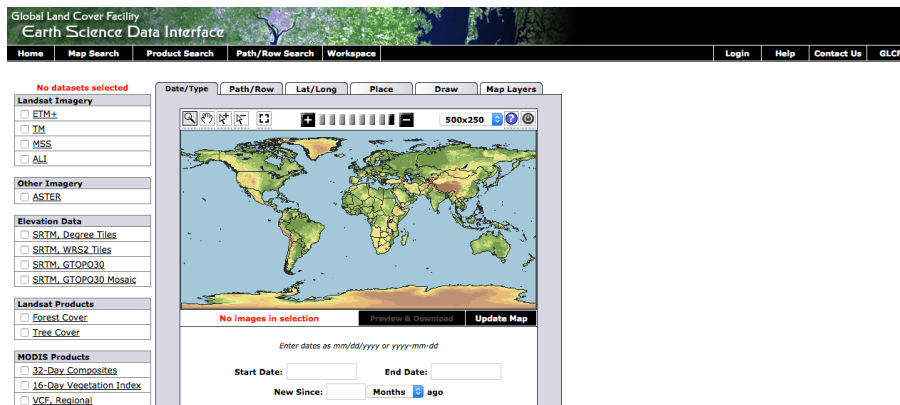 Global Land Cover Facility
Earth Science Data Interface
Home Map Search Product Search Path/Row Search Workspace Login Help Contact Us GLCF
No datasets selected
Landsat Imagery
ETM+
TM
MSS
ALI
Other Imagery
ASTER
Elevation Data
SRTM, Degree Tiles
SRTM, WRS2 Tiles
SRTM, GTOPO30
SRTM, GTOPO30 Mosaic
Landsat Products
Forest Cover
Tree Cover
MODIS Products
32-Day Composites
16-Day Vegetation Index
VCF, Regional
Date/Type Path/Row Lat/Long Place Draw Map Layers
500x250 ?
No images in selection Preview & Download Update Map
Enter dates as mm/dd/yyyy or yyyy-mm-dd
Start Date: End Date:
New Since: Months ago